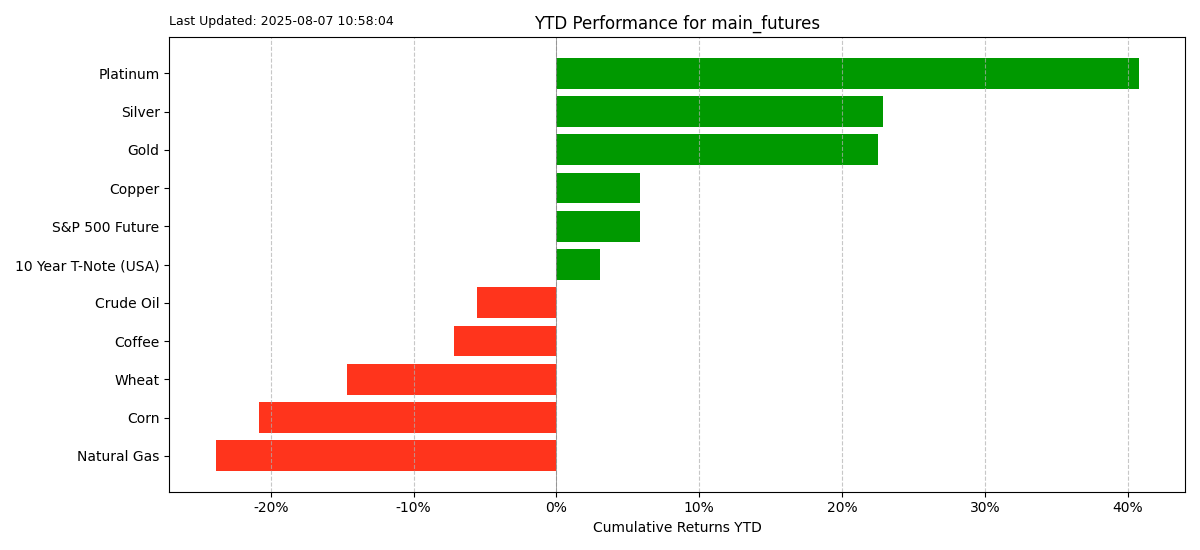 Last Updated: 2025-08-07 10:58:04
YTD Performance for main_futures
Platinum
Silver
Gold
Copper
S&P 500 Future
10 Year T-Note (USA)
Crude Oil
Coffee
Wheat
Corn
Natural Gas
-20% -10% 0% 10% 20% 30% 40%
Cumulative Returns YTD